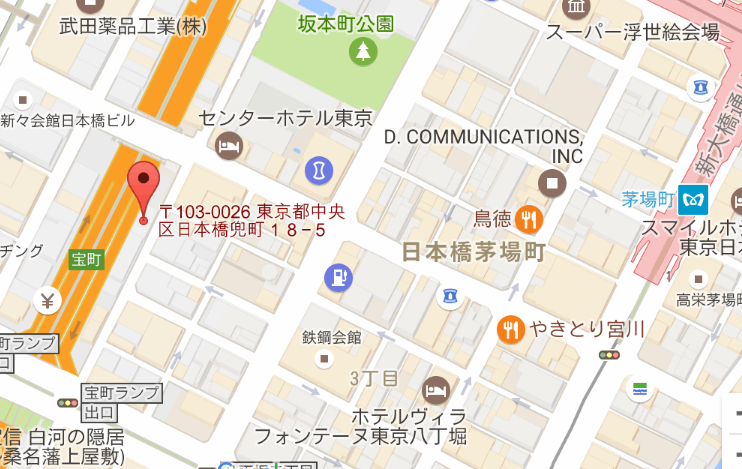 坂本町公園
武田薬品工業(株)
スーパー浮世絵会場
新々会館日本橋ビル
センターホテル東京
D. COMMUNICATIONS,
INC
新大橋通り
茅場町
〒103-0026 東京都中央
区日本橋兜町１８－５
鳥徳
スマイルホテ
東京日本
日本橋茅場町
宝町
高栄茅場町
¥
やきとり宮川
鉄鋼会館
3丁目
宝町ランプ
出口
ホテルヴィラ
フォンテーヌ東京八丁堀
白河の隠居
桑名藩上屋敷)